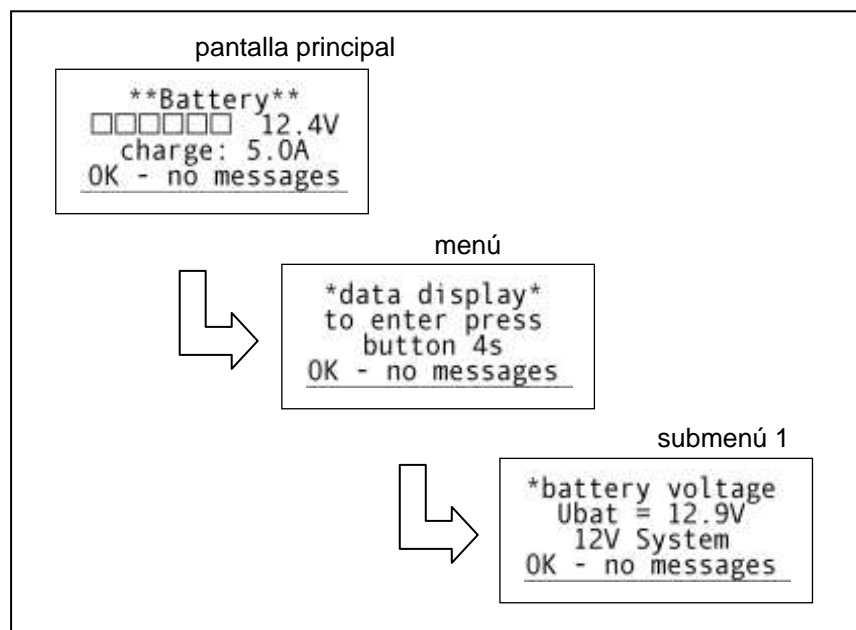 pantalla principal
**Battery**
□□□□□□ 12.4V
charge: 5.0A
OK - no messages
menú
*data display*
to enter press
button 4s
OK - no messages
submenú 1
*battery voltage
Ubat = 12.9V
12V System
OK - no messages